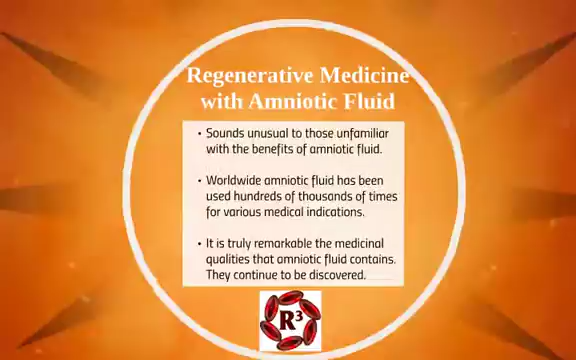 Regenerative Medicine
with Amniotic Fluid
• Sounds unusual to those unfamiliar
with the benefits of amniotic fluid.
• Worldwide amniotic fluid has been
used hundreds of thousands of times
for various medical indications.
• It is truly remarkable the medicinal
qualities that amniotic fluid contains.
They continue to be discovered.
R³